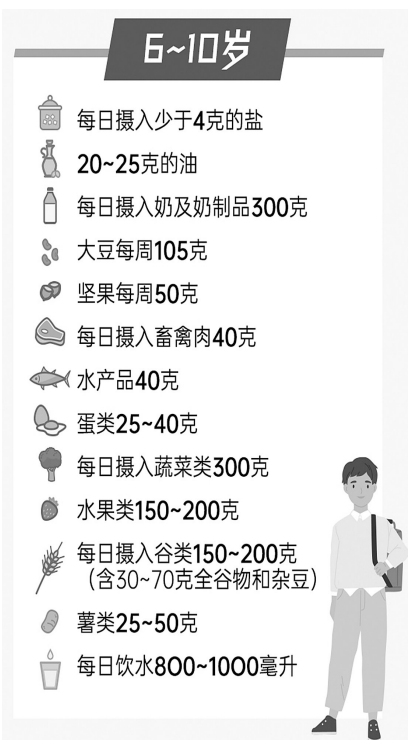 6~10岁
每日摄入少于4克的盐
20~25克的油
每日摄入奶及奶制品300克
大豆每周105克
坚果每周50克
每日摄入畜禽肉40克
水产品40克
蛋类25~40克
每日摄入蔬菜类300克
水果类150~200克
每日摄入谷类150~200克
（含30~70克全谷物和杂豆）
薯类25~50克
每日饮水800~1000毫升